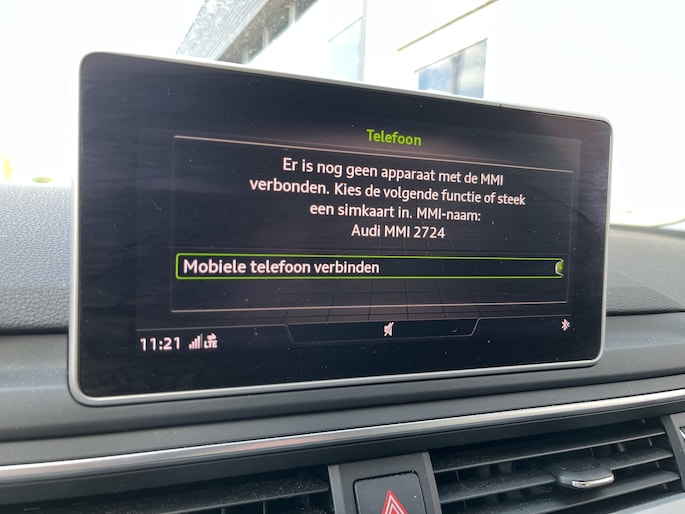 Telefoon
Er is nog geen apparaat met de MMI
verbonden. Kies de volgende functie of steek
een simkaart in. MMI-naam:
Audi MMI 2724
Mobiele telefoon verbinden
11:21 LTE